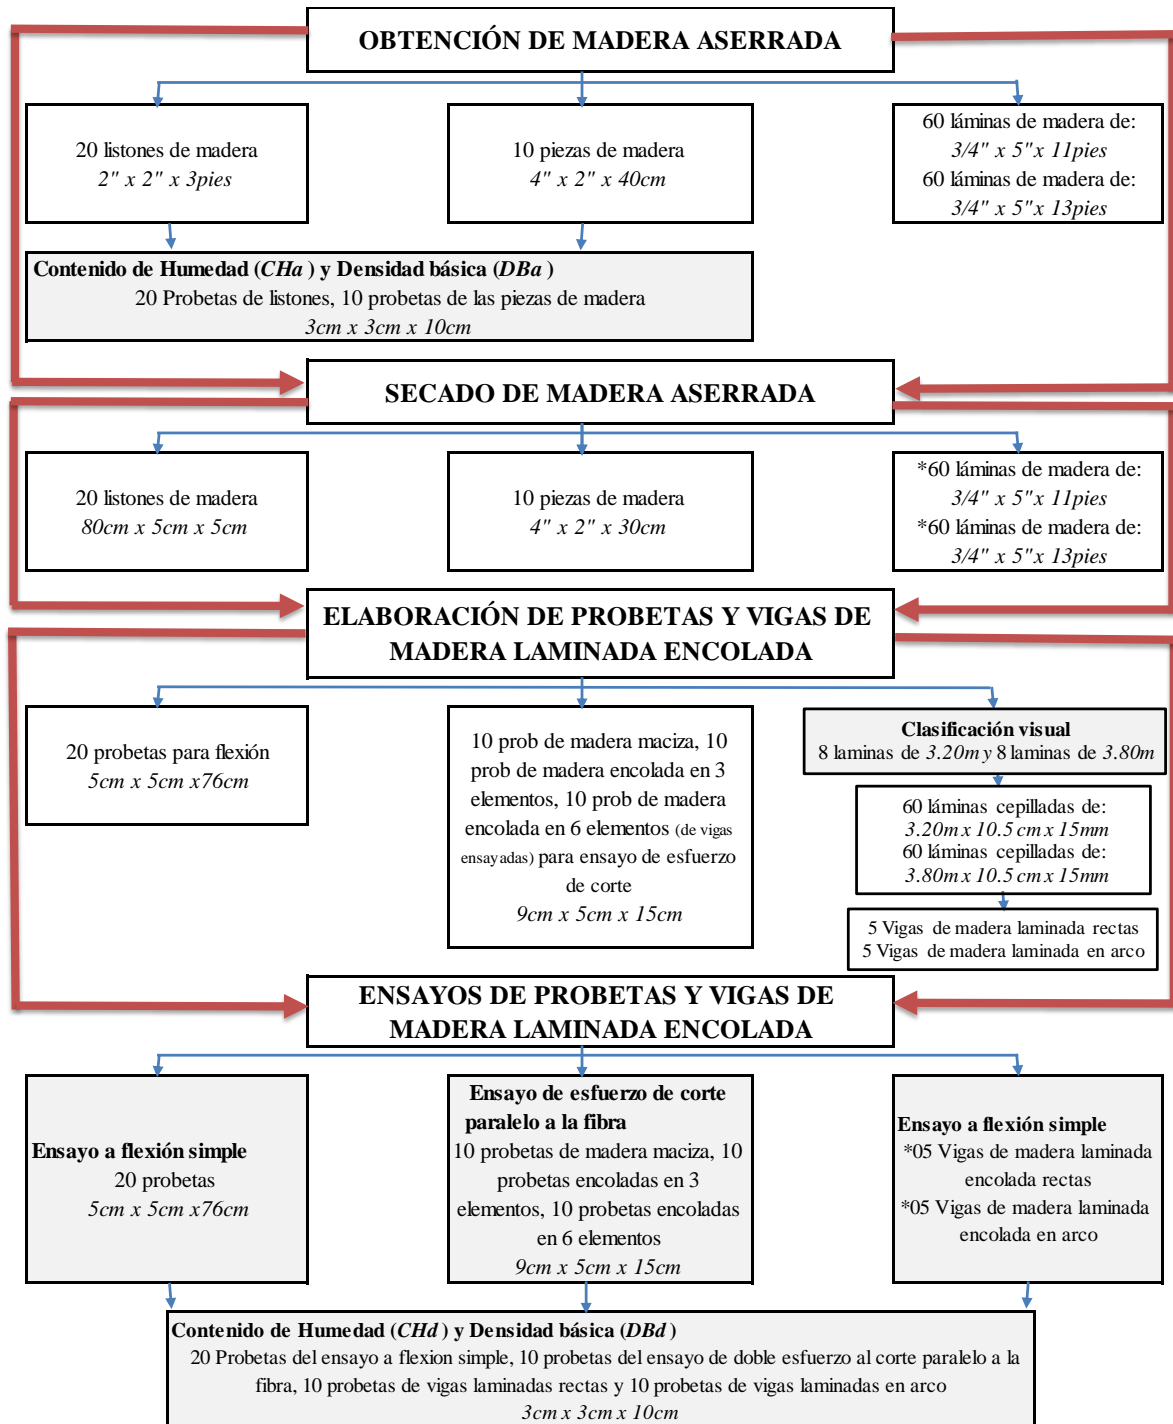 OBTENCIÓN DE MADERA ASERRADA
20 listones de madera
2" x 2" x 3pies
10 piezas de madera
4" x 2" x 40cm
60 láminas de madera de:
3/4" x 5"x 11pies
60 láminas de madera de:
3/4" x 5"x 13pies
Contenido de Humedad (CHa ) y Densidad básica (DBa )
20 Probetas de listones, 10 probetas de las piezas de madera
3cm x 3cm x 10cm
SECADO DE MADERA ASERRADA
20 listones de madera
80cm x 5cm x 5cm
10 piezas de madera
4" x 2" x 30cm
*60 láminas de madera de:
3/4" x 5"x 11pies
*60 láminas de madera de:
3/4" x 5"x 13pies
ELABORACIÓN DE PROBETAS Y VIGAS DE
MADERA LAMINADA ENCOLADA
20 probetas para flexión
5cm x 5cm x76cm
10 prob de madera maciza, 10
prob de madera encolada en 3
elementos, 10 prob de madera
encolada en 6 elementos (de vigas
ensayadas) para ensayo de esfuerzo
de corte
9cm x 5cm x 15cm
Clasificación visual
8 laminas de 3.20m y 8 laminas de 3.80m
60 láminas cepilladas de:
3.20m x 10.5 cm x 15mm
60 láminas cepilladas de:
3.80m x 10.5 cm x 15mm
5 Vigas de madera laminada rectas
5 Vigas de madera laminada en arco
ENSAYOS DE PROBETAS Y VIGAS DE
MADERA LAMINADA ENCOLADA
Ensayo a flexión simple
20 probetas
5cm x 5cm x76cm
Ensayo de esfuerzo de corte
paralelo a la fibra
10 probetas de madera maciza, 10
probetas encoladas en 3
elementos, 10 probetas encoladas
en 6 elementos
9cm x 5cm x 15cm
Ensayo a flexión simple
*05 Vigas de madera laminada
encolada rectas
*05 Vigas de madera laminada
encolada en arco
Contenido de Humedad (CHd ) y Densidad básica (DBd )
20 Probetas del ensayo a flexion simple, 10 probetas del ensayo de doble esfuerzo al corte paralelo a la
fibra, 10 probetas de vigas laminadas rectas y 10 probetas de vigas laminadas en arco
3cm x 3cm x 10cm